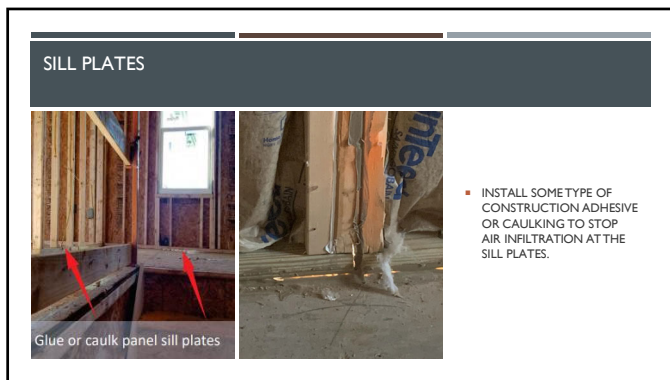 SILL PLATES
Glue or caulk panel sill plates
INSTALL SOME TYPE OF
CONSTRUCTION ADHESIVE
OR CAULKING TO STOP
AIR INFILTRATION AT THE
SILL PLATES.